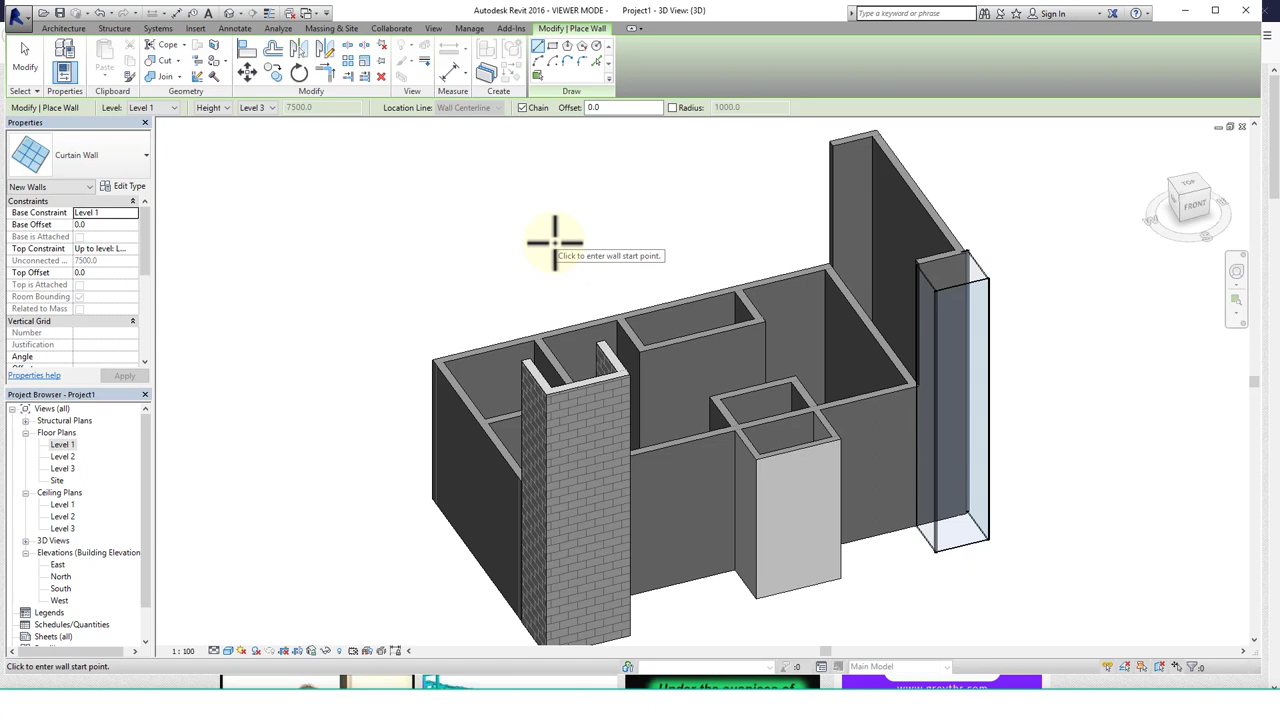 Autodesk Revit 2016 - VIEWER MODE - Project1 - 3D View: {3D}
Type a keyword or phrase
Sign In
Architecture Structure Systems Insert Annotate Analyze Massing & Site Collaborate View Manage Add-Ins Modify | Place Wall
Modify
Paste
Cope
Cut
Join
Select Properties Clipboard Geometry Modify View Measure Create Draw
Modify | Place Wall Level: Level 1 Height Level 3 7500.0 Location Line: Wall Centerline Chain Offset: 0.0 Radius: 1000.0
Properties
Curtain Wall
New Walls Edit Type
Constraints
Base Constraint Level 1
Base Offset 0.0
Base is Attached
Top Constraint Up to level: L...
Unconnected ... 7500.0
Top Offset 0.0
Top is Attached
Room Bounding
Related to Mass
Vertical Grid
Number
Justification
Angle
Properties help Apply
Project Browser - Project1
Views (all)
Structural Plans
Floor Plans
Level 1
Level 2
Level 3
Site
Ceiling Plans
Level 1
Level 2
Level 3
3D Views
Elevations (Building Elevation
East
North
South
West
Legends
Schedules/Quantities
Sheets (all)
Click to enter wall start point.
TOP
FRONT
1 : 100
Click to enter wall start point.
:0
Main Model
:0
Under the auspices of
www.growthr.com